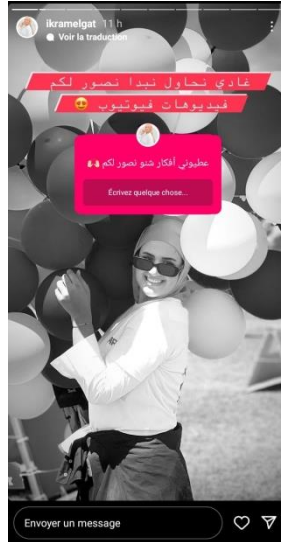 ikramelgat 11 h
Voir la traduction
غادي نحاول نبدا نصور لكم
فيديوهات فيوتيوب 😍
عطيوني أفكار شنو نصور لكم 🙌🏻
Écrivez quelque chose...
Envoyer un message